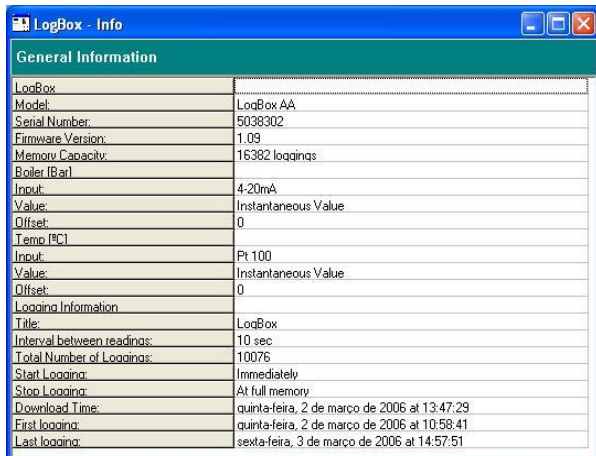 LogBox - Info
General Information
LogBox
Model: LogBox AA
Serial Number: 5038302
Firmware Version: 1.09
Memory Capacity: 16382 loggings
Boiler [Bar]
Input: 4-20mA
Value: Instantaneous Value
Offset: 0
Temp [ºC]
Input: Pt 100
Value: Instantaneous Value
Offset: 0
Logging Information
Title: LogBox
Interval between readings: 10 sec
Total Number of Loggings: 10076
Start Logging: Immediately
Stop Logging: At full memory
Download Time: quinta-feira, 2 de março de 2006 at 13:47:29
First logging: quinta-feira, 2 de março de 2006 at 10:58:41
Last logging: sexta-feira, 3 de março de 2006 at 14:57:51